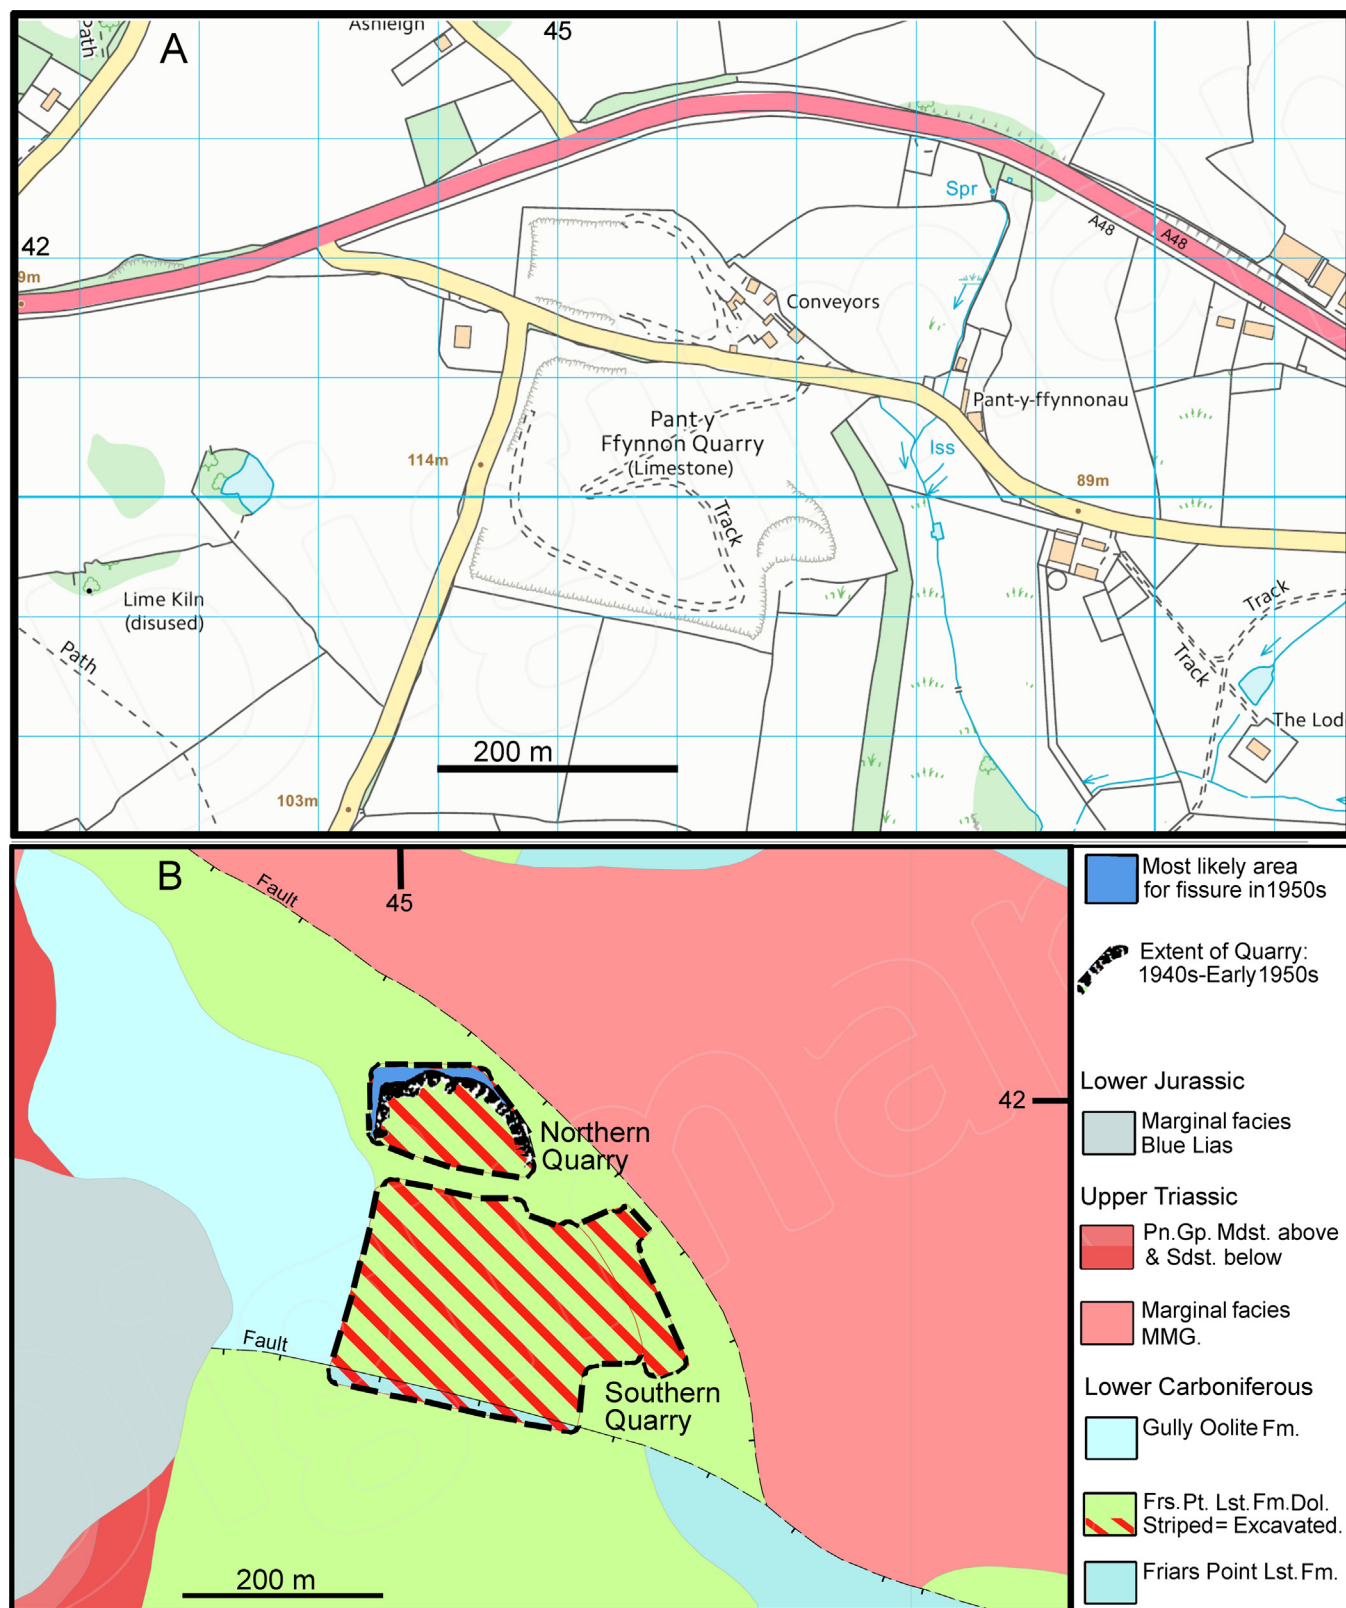 Path
A
Ashleigh
45
Spr
A48
A48
42
9m
Conveyors
Pant-y
Ffynnon Quarry
(Limestone)
Pant-y-ffynnonau
114m
Iss
89m
Track
Lime Kiln
(disused)
Path
Track
Track
The Lod
200 m
103m
B
Fault
45
42
Northern
Quarry
Fault
Southern
Quarry
200 m
Most likely area
for fissure in1950s
Extent of Quarry:
1940s-Early1950s
Lower Jurassic
Marginal facies
Blue Lias
Upper Triassic
Pn.Gp. Mdst. above
& Sdst. below
Marginal facies
MMG.
Lower Carboniferous
Gully Oolite Fm.
Frs.Pt. Lst.Fm.Dol.
Striped= Excavated.
Friars Point Lst.Fm.